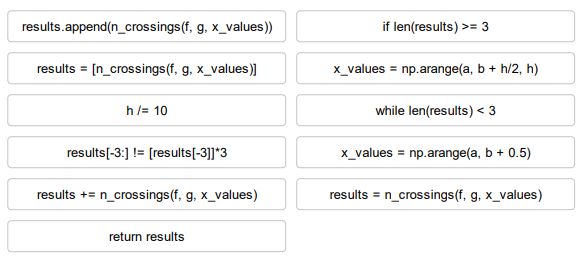 results.append(n_crossings(f, g, x_values))
if len(results) >= 3
results = [n_crossings(f, g, x_values)]
x_values = np.arange(a, b + h/2, h)
h /= 10
while len(results) < 3
results[-3:] != [results[-3]]*3
x_values = np.arange(a, b + 0.5)
results += n_crossings(f, g, x_values)
results = n_crossings(f, g, x_values)
return results